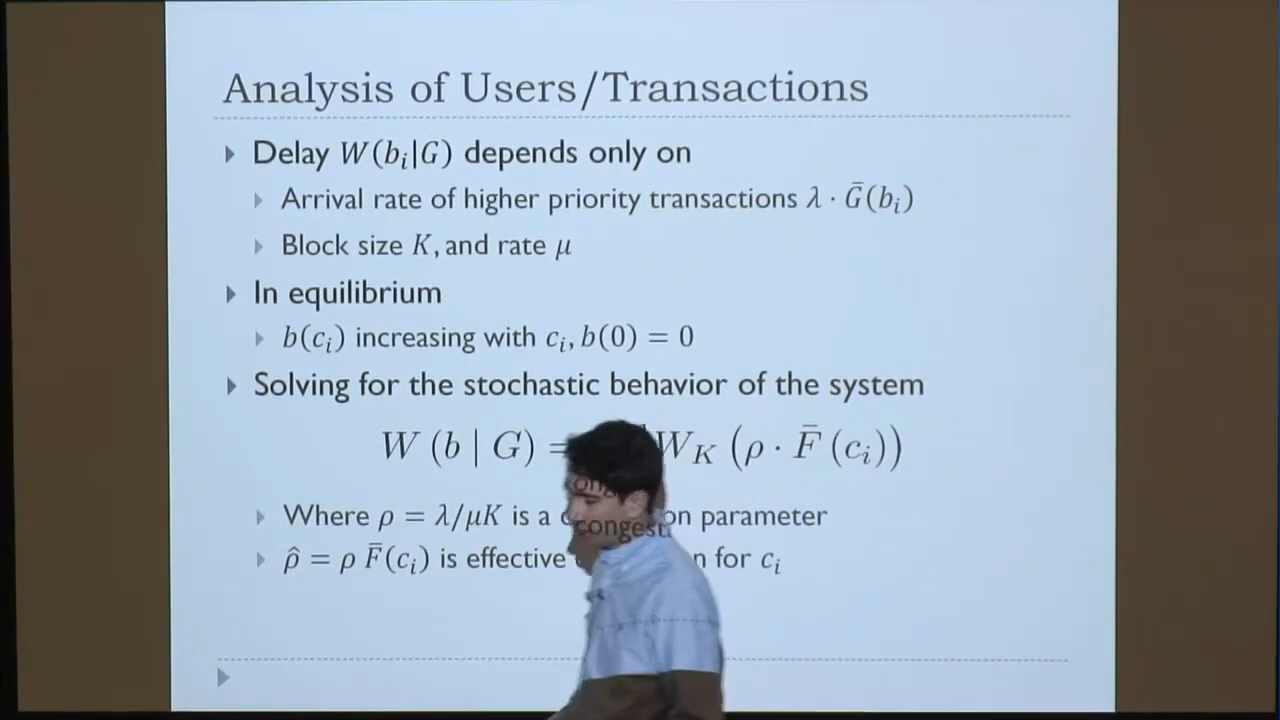 Analysis of Users/Transactions
Delay W(b_i|G) depends only on
Arrival rate of higher priority transactions λ · Ḡ(b_i)
Block size K, and rate μ
In equilibrium
b(c_i) increasing with c_i, b(0) = 0
Solving for the stochastic behavior of the system
W (b | G) = W_K (ρ · F̄ (c_i))
Where ρ = λ/μK is a congestion parameter
ρ̂ = ρ F̄(c_i) is effective for c_i